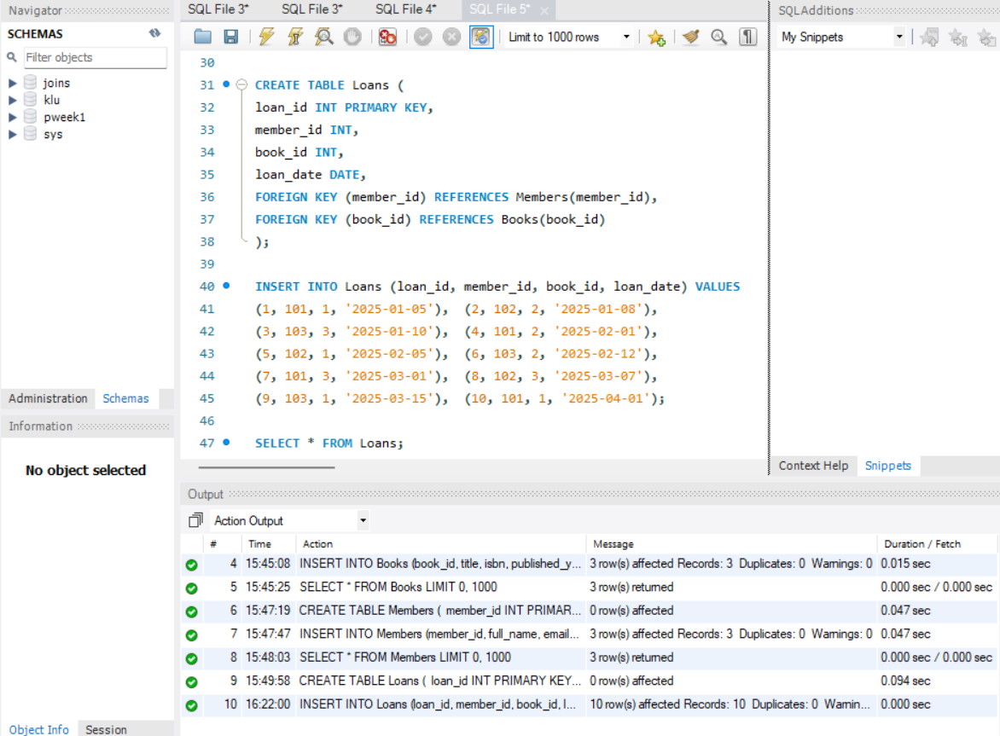 Navigator
SCHEMAS
Filter objects
joins
klu
pweek1
sys
Administration Schemas
Information
No object selected
Object Info Session
SQL File 3* SQL File 3* SQL File 4* SQL File 5*
Limit to 1000 rows
30
31 CREATE TABLE Loans (
32 loan_id INT PRIMARY KEY,
33 member_id INT,
34 book_id INT,
35 loan_date DATE,
36 FOREIGN KEY (member_id) REFERENCES Members(member_id),
37 FOREIGN KEY (book_id) REFERENCES Books(book_id)
38 );
39
40 INSERT INTO Loans (loan_id, member_id, book_id, loan_date) VALUES
41 (1, 101, 1, '2025-01-05'), (2, 102, 2, '2025-01-08'),
42 (3, 103, 3, '2025-01-10'), (4, 101, 2, '2025-02-01'),
43 (5, 102, 1, '2025-02-05'), (6, 103, 2, '2025-02-12'),
44 (7, 101, 3, '2025-03-01'), (8, 102, 3, '2025-03-07'),
45 (9, 103, 1, '2025-03-15'), (10, 101, 1, '2025-04-01');
46
47 SELECT * FROM Loans;
SQLAdditions
My Snippets
Context Help Snippets
Output
Action Output
# Time Action Message Duration / Fetch
4 15:45:08 INSERT INTO Books (book_id, title, isbn, published_y... 3 row(s) affected Records: 3 Duplicates: 0 Warnings: 0 0.015 sec
5 15:45:25 SELECT * FROM Books LIMIT 0, 1000 3 row(s) returned 0.000 sec / 0.000 sec
6 15:47:19 CREATE TABLE Members ( member_id INT PRIMAR... 0 row(s) affected 0.047 sec
7 15:47:47 INSERT INTO Members (member_id, full_name, email... 3 row(s) affected Records: 3 Duplicates: 0 Warnings: 0 0.047 sec
8 15:48:03 SELECT * FROM Members LIMIT 0, 1000 3 row(s) returned 0.000 sec / 0.000 sec
9 15:49:58 CREATE TABLE Loans ( loan_id INT PRIMARY KEY... 0 row(s) affected 0.094 sec
10 16:22:00 INSERT INTO Loans (loan_id, member_id, book_id, l... 10 row(s) affected Records: 10 Duplicates: 0 Warnin... 0.000 sec